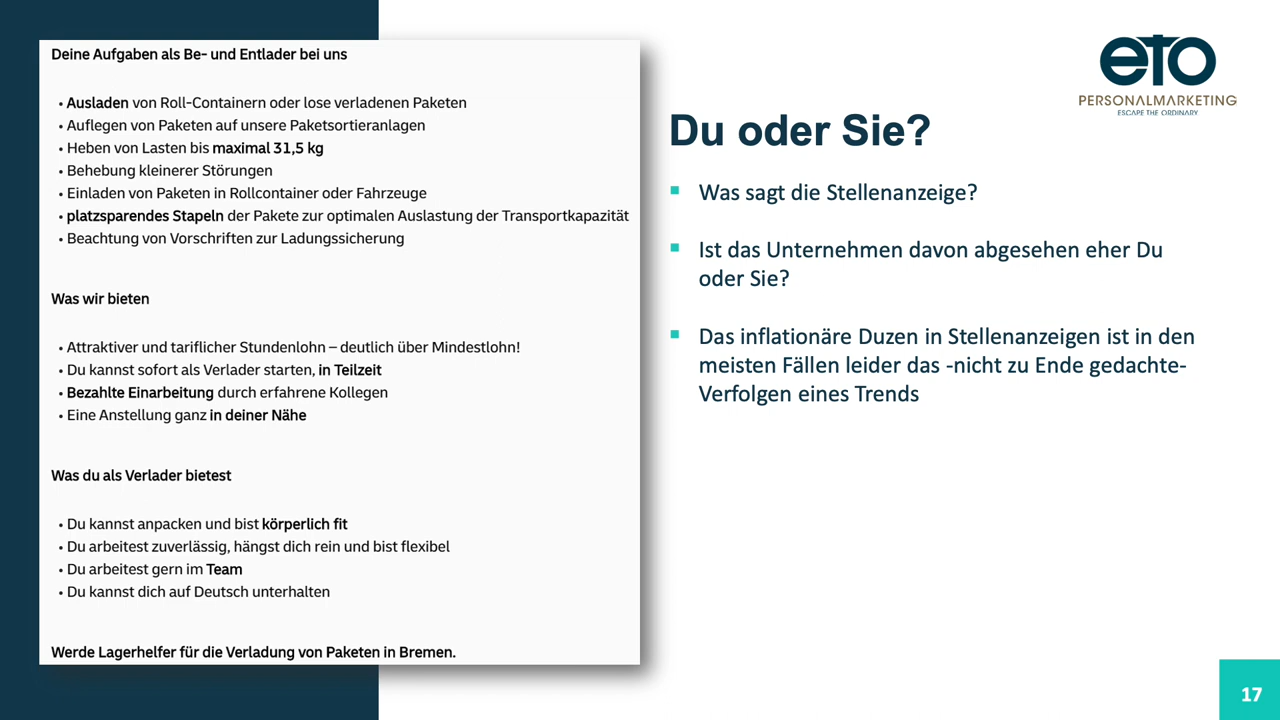 Deine Aufgaben als Be- und Entlader bei uns
• Ausladen von Roll-Containern oder lose verladenen Paketen
• Auflegen von Paketen auf unsere Paketsortieranlagen
• Heben von Lasten bis maximal 31,5 kg
• Behebung kleinerer Störungen
• Einladen von Paketen in Rollcontainer oder Fahrzeuge
• platzsparendes Stapeln der Pakete zur optimalen Auslastung der Transportkapazität
• Beachtung von Vorschriften zur Ladungssicherung
Was wir bieten
• Attraktiver und tariflicher Stundenlohn – deutlich über Mindestlohn!
• Du kannst sofort als Verlader starten, in Teilzeit
• Bezahlte Einarbeitung durch erfahrene Kollegen
• Eine Anstellung ganz in deiner Nähe
Was du als Verlader bietest
• Du kannst anpacken und bist körperlich fit
• Du arbeitest zuverlässig, hängst dich rein und bist flexibel
• Du arbeitest gern im Team
• Du kannst dich auf Deutsch unterhalten
Werde Lagerhelfer für die Verladung von Paketen in Bremen.
eTO
PERSONALMARKETING
ESCAPE THE ORDINARY
Du oder Sie?
Was sagt die Stellenanzeige?
Ist das Unternehmen davon abgesehen eher Du
oder Sie?
Das inflationäre Duzen in Stellenanzeigen ist in den
meisten Fällen leider das -nicht zu Ende gedachte-
Verfolgen eines Trends
17